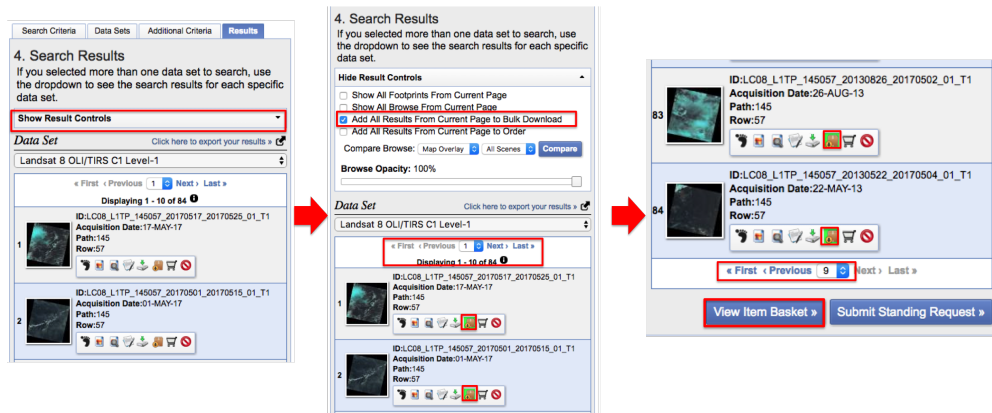 Search Criteria Data Sets Additional Criteria Results
4. Search Results
If you selected more than one data set to search, use
the dropdown to see the search results for each specific
data set.
Show Result Controls
Data Set Click here to export your results »
Landsat 8 OLI/TIRS C1 Level-1
« First ‹ Previous 1 Next › Last »
Displaying 1 - 10 of 84
ID:LC08_L1TP_145057_20170517_20170525_01_T1
Acquisition Date:17-MAY-17
Path:145
Row:57
1
ID:LC08_L1TP_145057_20170501_20170515_01_T1
Acquisition Date:01-MAY-17
Path:145
Row:57
2
4. Search Results
If you selected more than one data set to search, use
the dropdown to see the search results for each specific
data set.
Hide Result Controls
Show All Footprints From Current Page
Show All Browse From Current Page
Add All Results From Current Page to Bulk Download
Add All Results From Current Page to Order
Compare Browse: Map Overlay All Scenes Compare
Browse Opacity: 100%
Data Set Click here to export your results »
Landsat 8 OLI/TIRS C1 Level-1
« First ‹ Previous 1 Next › Last »
Displaying 1 - 10 of 84
ID:LC08_L1TP_145057_20170517_20170525_01_T1
Acquisition Date:17-MAY-17
Path:145
Row:57
1
ID:LC08_L1TP_145057_20170501_20170515_01_T1
Acquisition Date:01-MAY-17
Path:145
Row:57
2
ID:LC08_L1TP_145057_20130826_20170502_01_T1
Acquisition Date:26-AUG-13
Path:145
Row:57
83
ID:LC08_L1TP_145057_20130522_20170504_01_T1
Acquisition Date:22-MAY-13
Path:145
Row:57
84
« First ‹ Previous 9 Next › Last »
View Item Basket » Submit Standing Request »